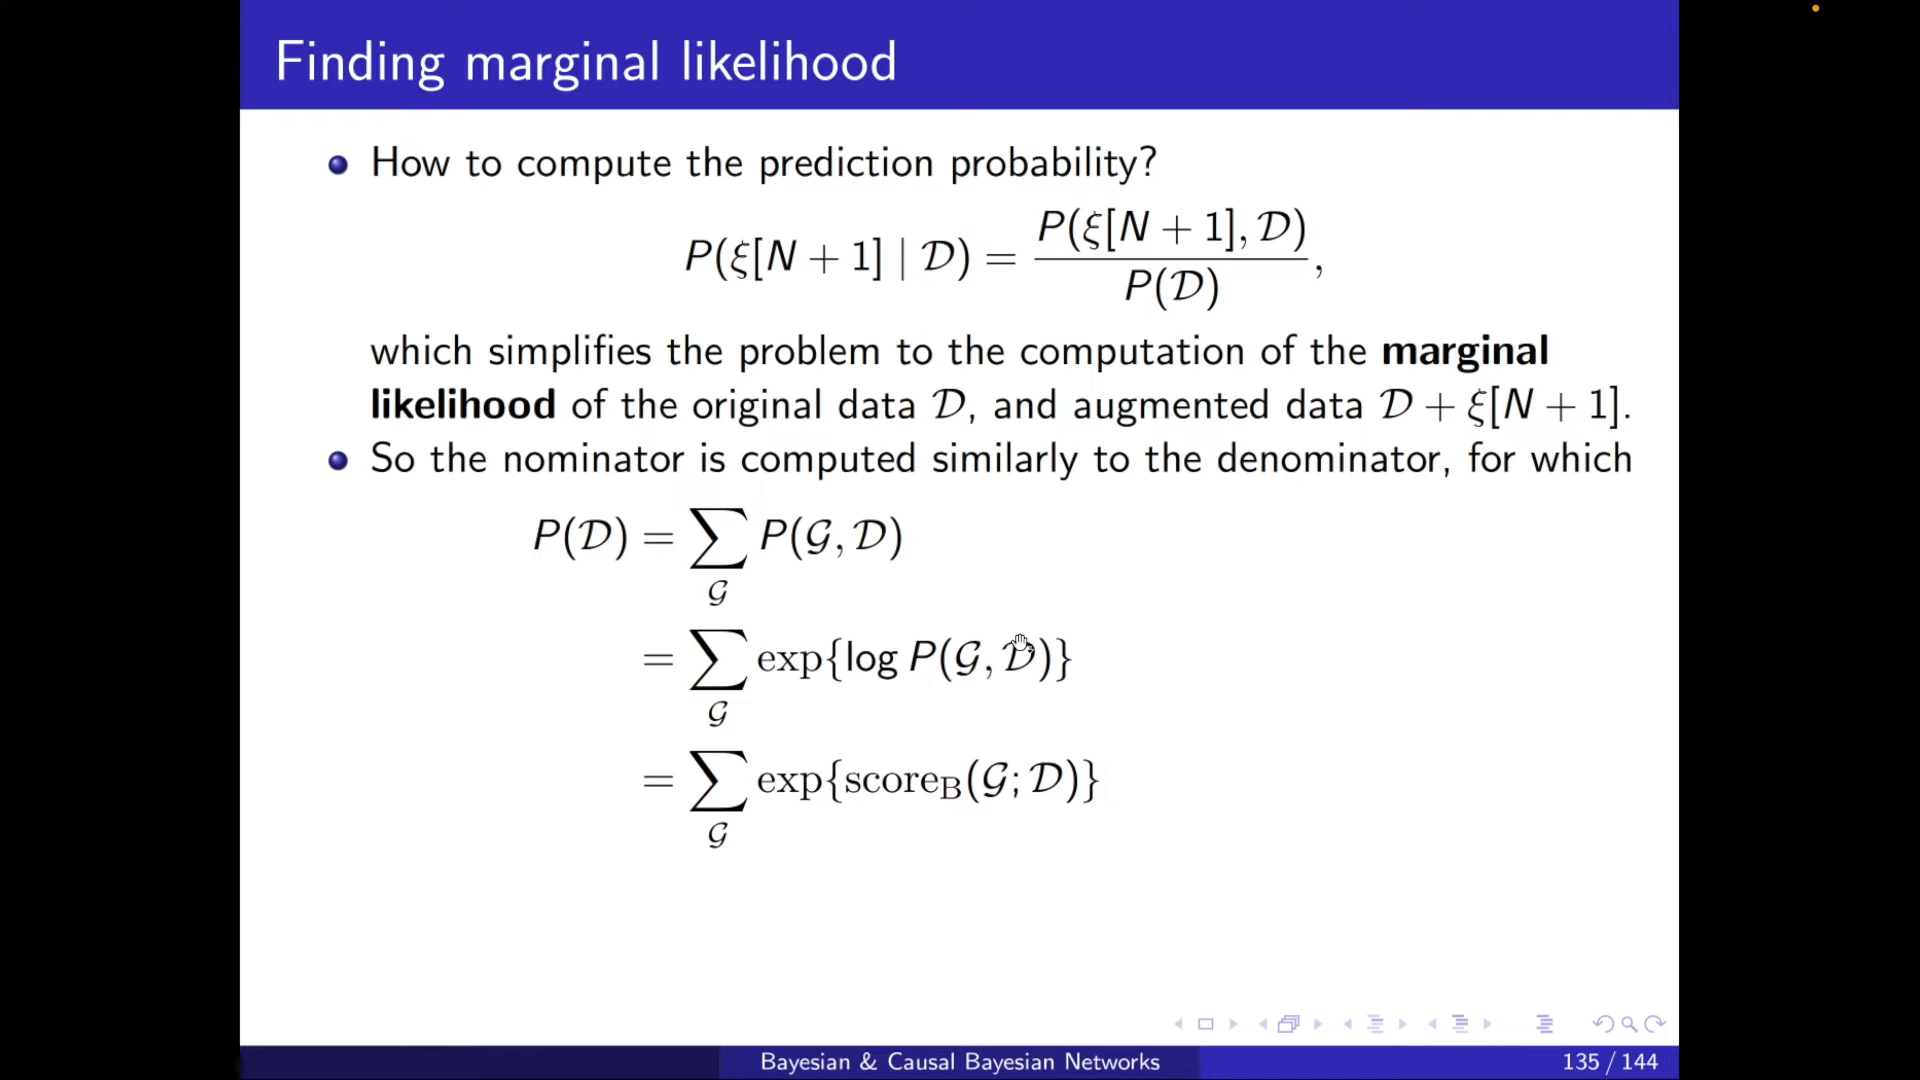 Finding marginal likelihood
How to compute the prediction probability?
P(ξ[N + 1] | 𝒟) = P(ξ[N + 1], 𝒟) / P(𝒟),
which simplifies the problem to the computation of the marginal
likelihood of the original data 𝒟, and augmented data 𝒟 + ξ[N + 1].
So the nominator is computed similarly to the denominator, for which
P(𝒟) = ∑_𝒢 P(𝒢, 𝒟)
= ∑_𝒢 exp{log P(𝒢, 𝒟)}
= ∑_𝒢 exp{score_B(𝒢; 𝒟)}
Bayesian & Causal Bayesian Networks
135 / 144